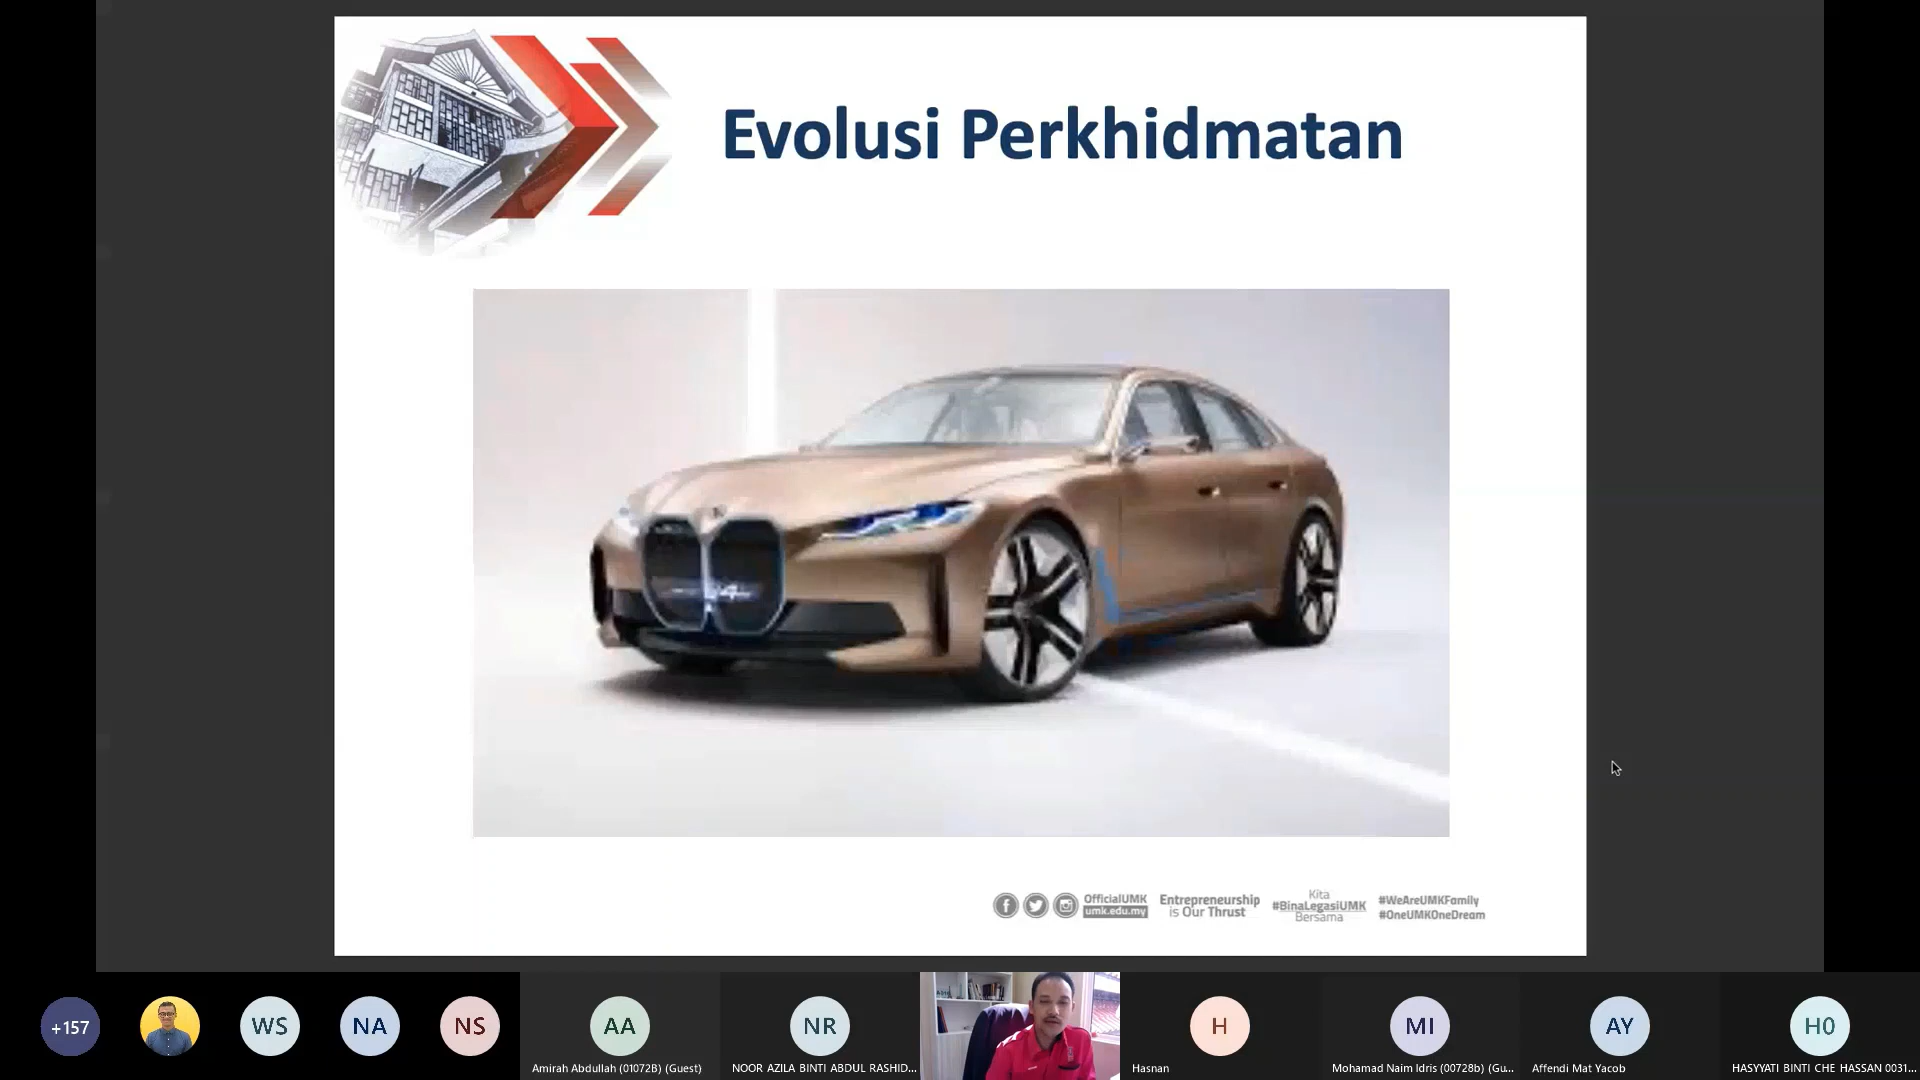 Evolusi Perkhidmatan
OfficialUMK
umk.edu.my
Entrepreneurship
is Our Thrust
Kita
#BinaLegasiUMK
Bersama
#WeAreUMKFamily
#OneUMKOneDream
+157
WS
NA
NS
AA
NR
H
MI
AY
H0
Amirah Abdullah (01072B) (Guest)
NOOR AZILA BINTI ABDUL RASHID...
Hasnan
Mohamad Naim Idris (00728b) (Gu...
Affendi Mat Yacob
HASYYATI BINTI CHE HASSAN 0031...